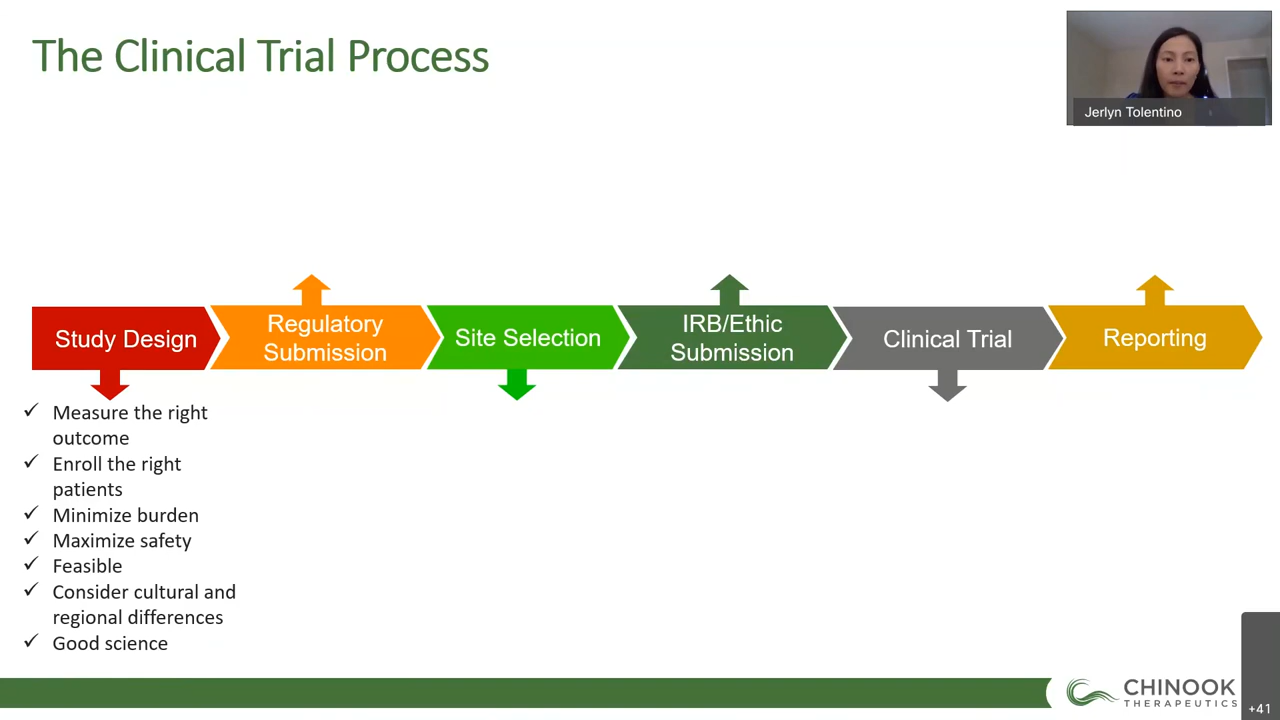 The Clinical Trial Process
Jerlyn Tolentino
Study Design
Regulatory
Submission
Site Selection
IRB/Ethic
Submission
Clinical Trial
Reporting
✓ Measure the right
outcome
✓ Enroll the right
patients
✓ Minimize burden
✓ Maximize safety
✓ Feasible
✓ Consider cultural and
regional differences
✓ Good science
CHINOOK
THERAPEUTICS
+41